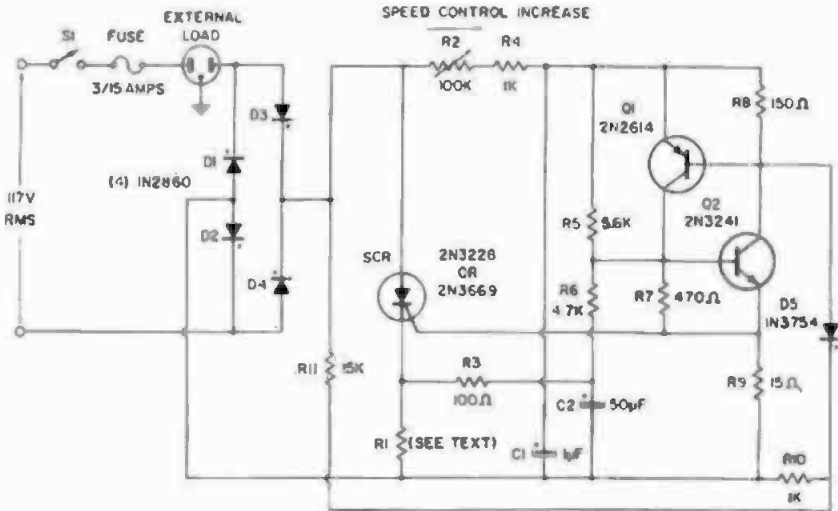 SPEED CONTROL INCREASE
EXTERNAL
LOAD
S1
FUSE
3/15 AMPS
R2
100K
R4
1K
D3
Q1
2N2614
R8
150Ω
D1
(4) IN2860
117V
RMS
D2
D4
R5
5.6K
Q2
2N3241
SCR
2N3228
OR
2N3669
R6
4.7K
R7
470Ω
D5
1N3754
R11
15K
R3
100Ω
C2
50µF
R9
15Ω
R1
(SEE TEXT)
C1
1µF
R10
1K